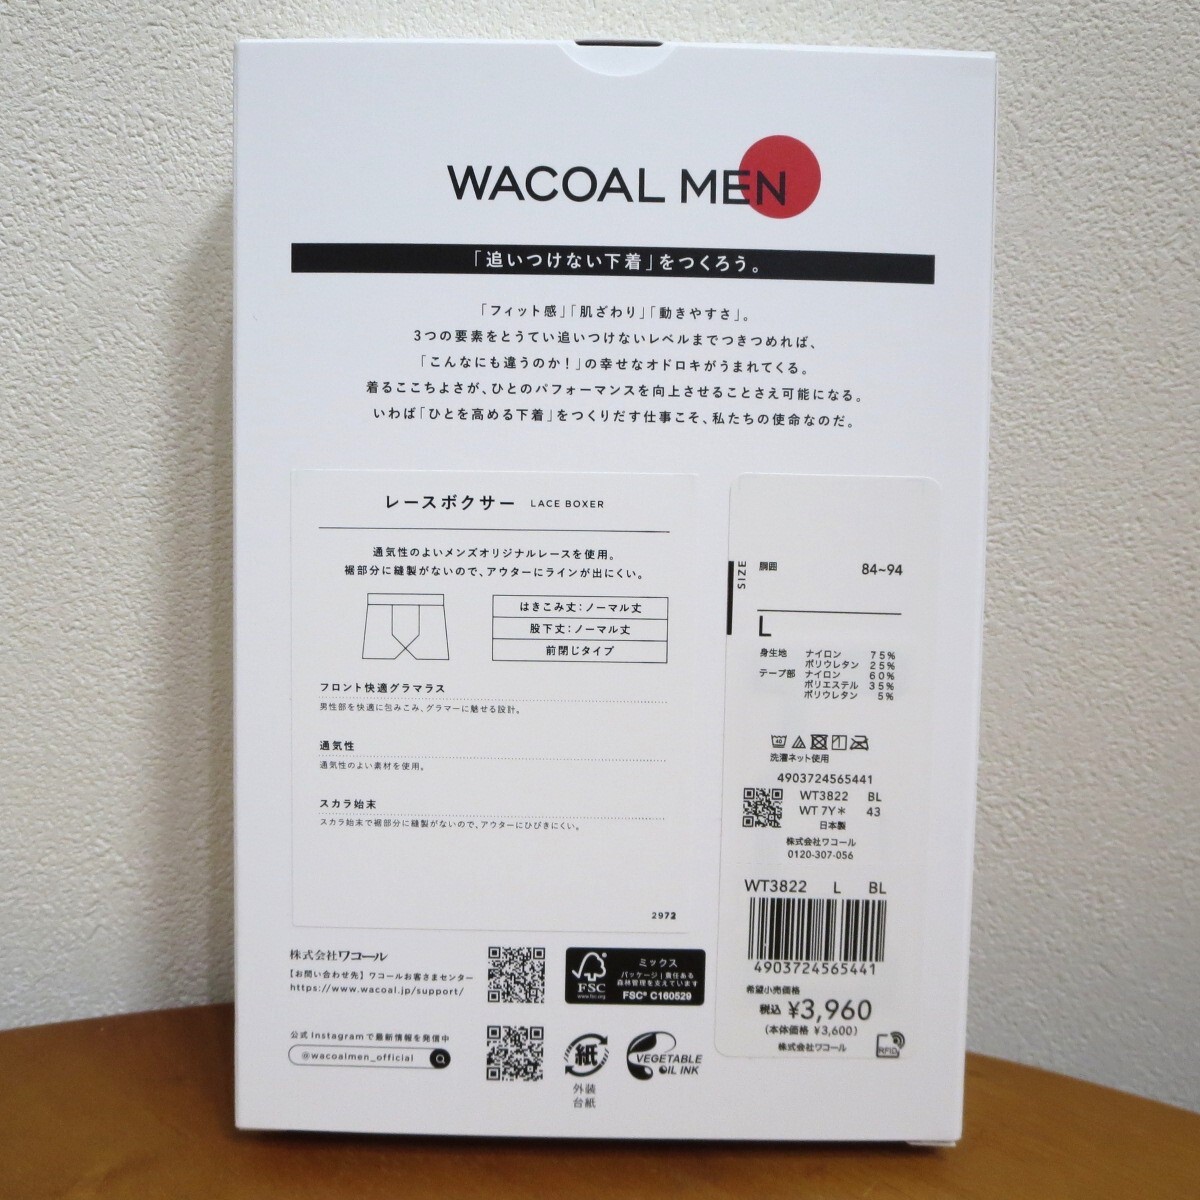 WACOAL MEN
「追いつけない下着」をつくろう。
「フィット感」「肌ざわり」「動きやすさ」。
3つの要素をとうてい追いつけないレベルまでつきつめれば、
「こんなにも違うのか!」の幸せなオドロキがうまれてくる。
着るここちよさが、ひとのパフォーマンスを向上させることさえ可能になる。
いわば「ひとを高める下着」をつくりだす仕事こそ、私たちの使命なのだ。
レースボクサー LACE BOXER
通気性のよいメンズオリジナルレースを使用。
裾部分に縫製がないので、アウターにラインが出にくい。
はきこみ丈:ノーマル丈
股下丈:ノーマル丈
前閉じタイプ
フロント快適グラマラス
男性部を快適に包みこみ、グラマーに魅せる設計。
通気性
通気性のよい素材を使用。
スカラ始末
スカラ始末で裾部分に縫製がないので、アウターにひびきにくい。
2972
SIZE
胴囲 84~94
L
身生地 ナイロン 75%
ポリウレタン 25%
テープ部 ナイロン 60%
ポリエステル 35%
ポリウレタン 5%
40
洗濯ネット使用
4903724565441
WT3822 BL
WT 7Y* 43
日本製
株式会社ワコール
0120-307-056
WT3822 L BL
4903724565441
希望小売価格
税込 ¥3,960
(本体価格 ¥3,600)
株式会社ワコール
RFID
株式会社ワコール
【お問い合わせ先】ワコールお客さまセンター
https://www.wacoal.jp/support/
FSC
www.fsc.org
ミックス
パッケージ|責任ある
森林管理を支えています
FSC® C160529
公式Instagramで最新情報を発信中
@wacoalmen_official
紙
外装
台紙
VEGETABLE
OIL INK